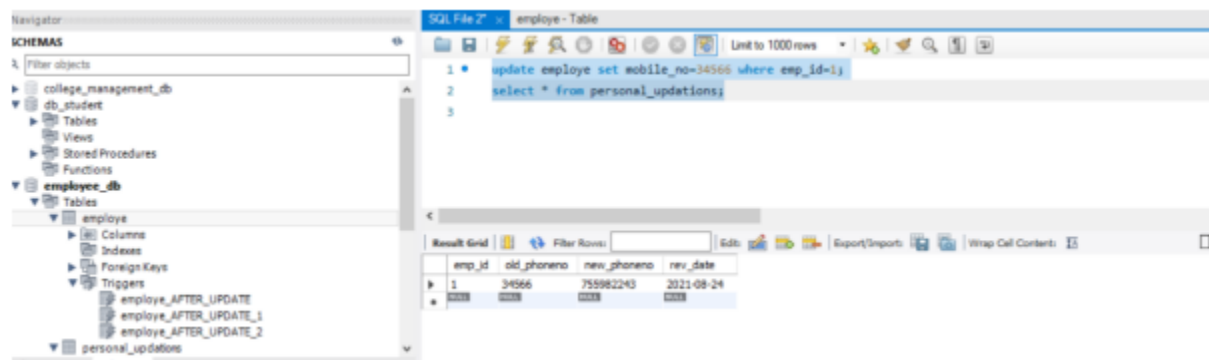 Navigator
SCHEMAS
Filter objects
college_management_db
db_student
Tables
Views
Stored Procedures
Functions
employee_db
Tables
employe
Columns
Indexes
Foreign Keys
Triggers
employe_AFTER_UPDATE
employe_AFTER_UPDATE_1
employe_AFTER_UPDATE_2
personal_updations
SQL File 2* × employe - Table
Limit to 1000 rows
1 update employe set mobile_no=34566 where emp_id=1;
2 select * from personal_updations;
3
Result Grid Filter Rows: Edit: Export/Import: Wrap Cell Content:
emp_id old_phoneno new_phoneno rev_date
1 34566 755982243 2021-08-24
NULL NULL NULL NULL